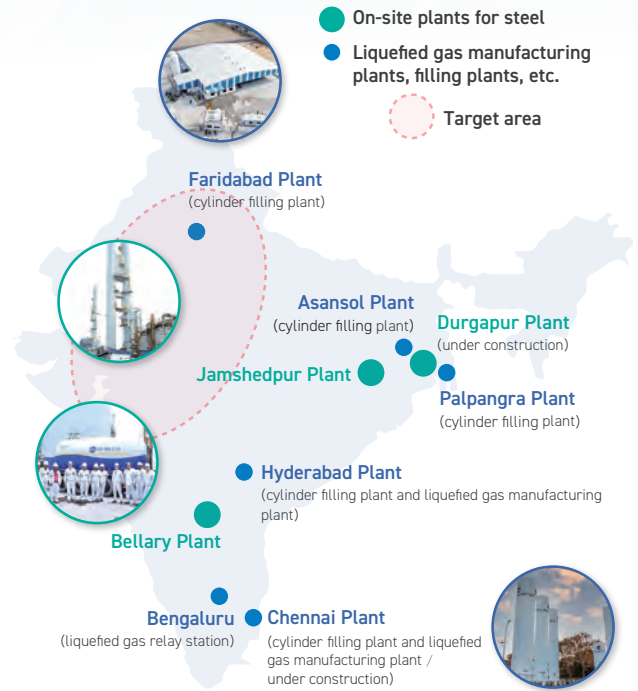 On-site plants for steel
Liquefied gas manufacturing
plants, filling plants, etc.
Target area
Faridabad Plant
(cylinder filling plant)
Asansol Plant
(cylinder filling plant)
Durgapur Plant
(under construction)
Jamshedpur Plant
Palpangra Plant
(cylinder filling plant)
Hyderabad Plant
(cylinder filling plant and liquefied gas manufacturing
plant)
Bellary Plant
Bengaluru
(liquefied gas relay station)
Chennai Plant
(cylinder filling plant and liquefied
gas manufacturing plant /
under construction)